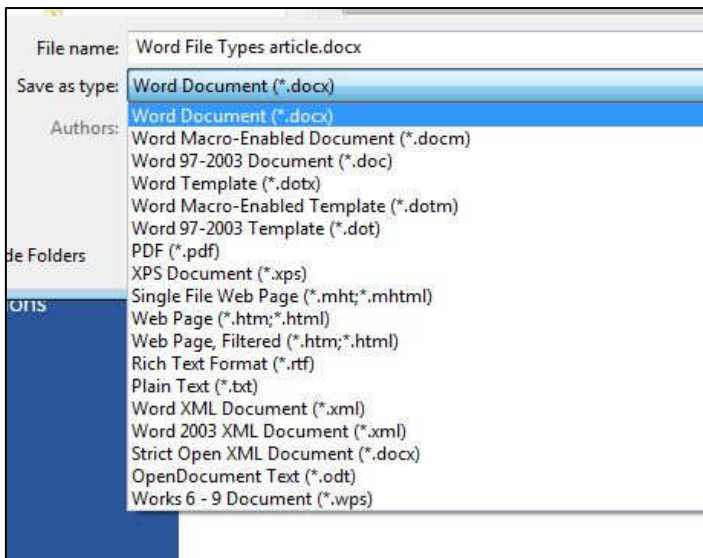 File name: Word File Types article.docx
Save as type: Word Document (*.docx)
Authors:
Word Document (*.docx)
Word Macro-Enabled Document (*.docm)
Word 97-2003 Document (*.doc)
Word Template (*.dotx)
Word Macro-Enabled Template (*.dotm)
Word 97-2003 Template (*.dot)
de Folders
PDF (*.pdf)
XPS Document (*.xps)
Single File Web Page (*.mht;*.mhtml)
ons
Web Page (*.htm;*.html)
Web Page, Filtered (*.htm;*.html)
Rich Text Format (*.rtf)
Plain Text (*.txt)
Word XML Document (*.xml)
Word 2003 XML Document (*.xml)
Strict Open XML Document (*.docx)
OpenDocument Text (*.odt)
Works 6 - 9 Document (*.wps)